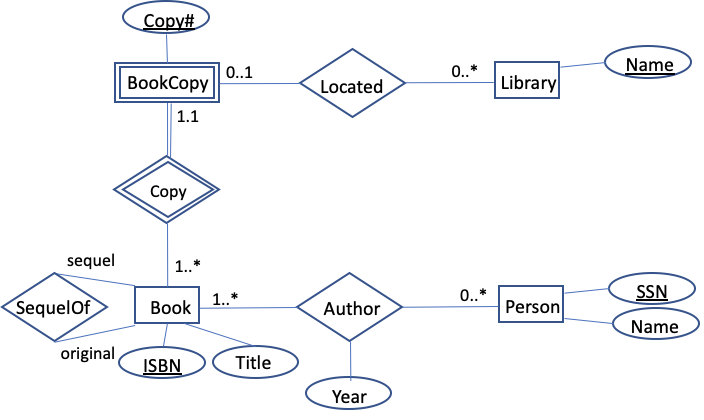 Copy#
BookCopy
0..1
Located
0..*
Library
Name
1.1
Copy
1..*
sequel
SequelOf
original
Book
1..*
Author
0..*
Person
SSN
Name
ISBN
Title
Year